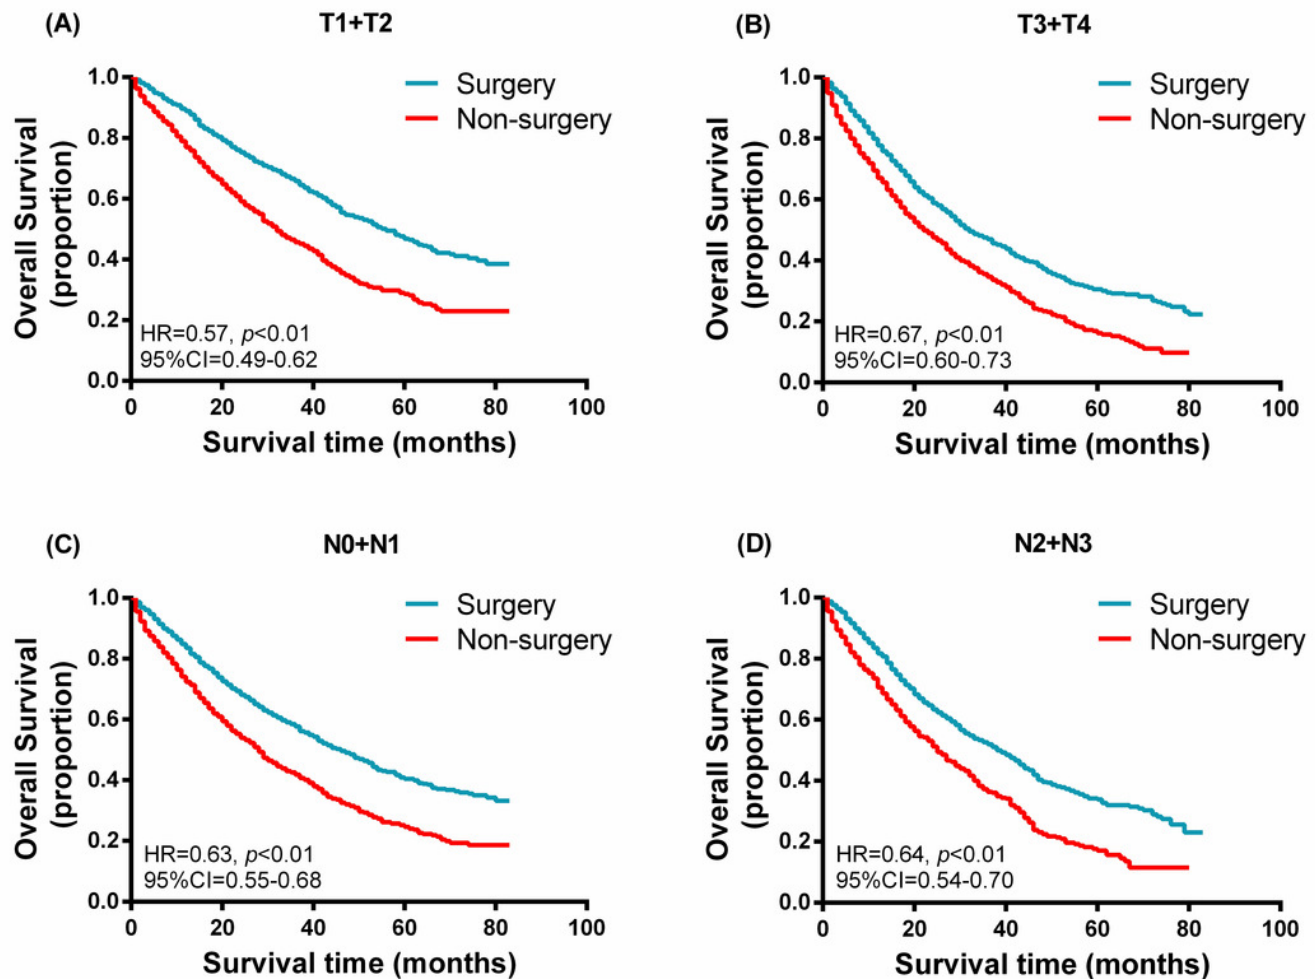 (A) T1+T2
Overall Survival
(proportion)
1.0
0.8
0.6
0.4
0.2
0.0
Surgery
Non-surgery
HR=0.57, p<0.01
95%CI=0.49-0.62
0 20 40 60 80 100
Survival time (months)
(B) T3+T4
Overall Survival
(proportion)
1.0
0.8
0.6
0.4
0.2
0.0
Surgery
Non-surgery
HR=0.67, p<0.01
95%CI=0.60-0.73
0 20 40 60 80 100
Survival time (months)
(C) N0+N1
Overall Survival
(proportion)
1.0
0.8
0.6
0.4
0.2
0.0
Surgery
Non-surgery
HR=0.63, p<0.01
95%CI=0.55-0.68
0 20 40 60 80 100
Survival time (months)
(D) N2+N3
Overall Survival
(proportion)
1.0
0.8
0.6
0.4
0.2
0.0
Surgery
Non-surgery
HR=0.64, p<0.01
95%CI=0.54-0.70
0 20 40 60 80 100
Survival time (months)